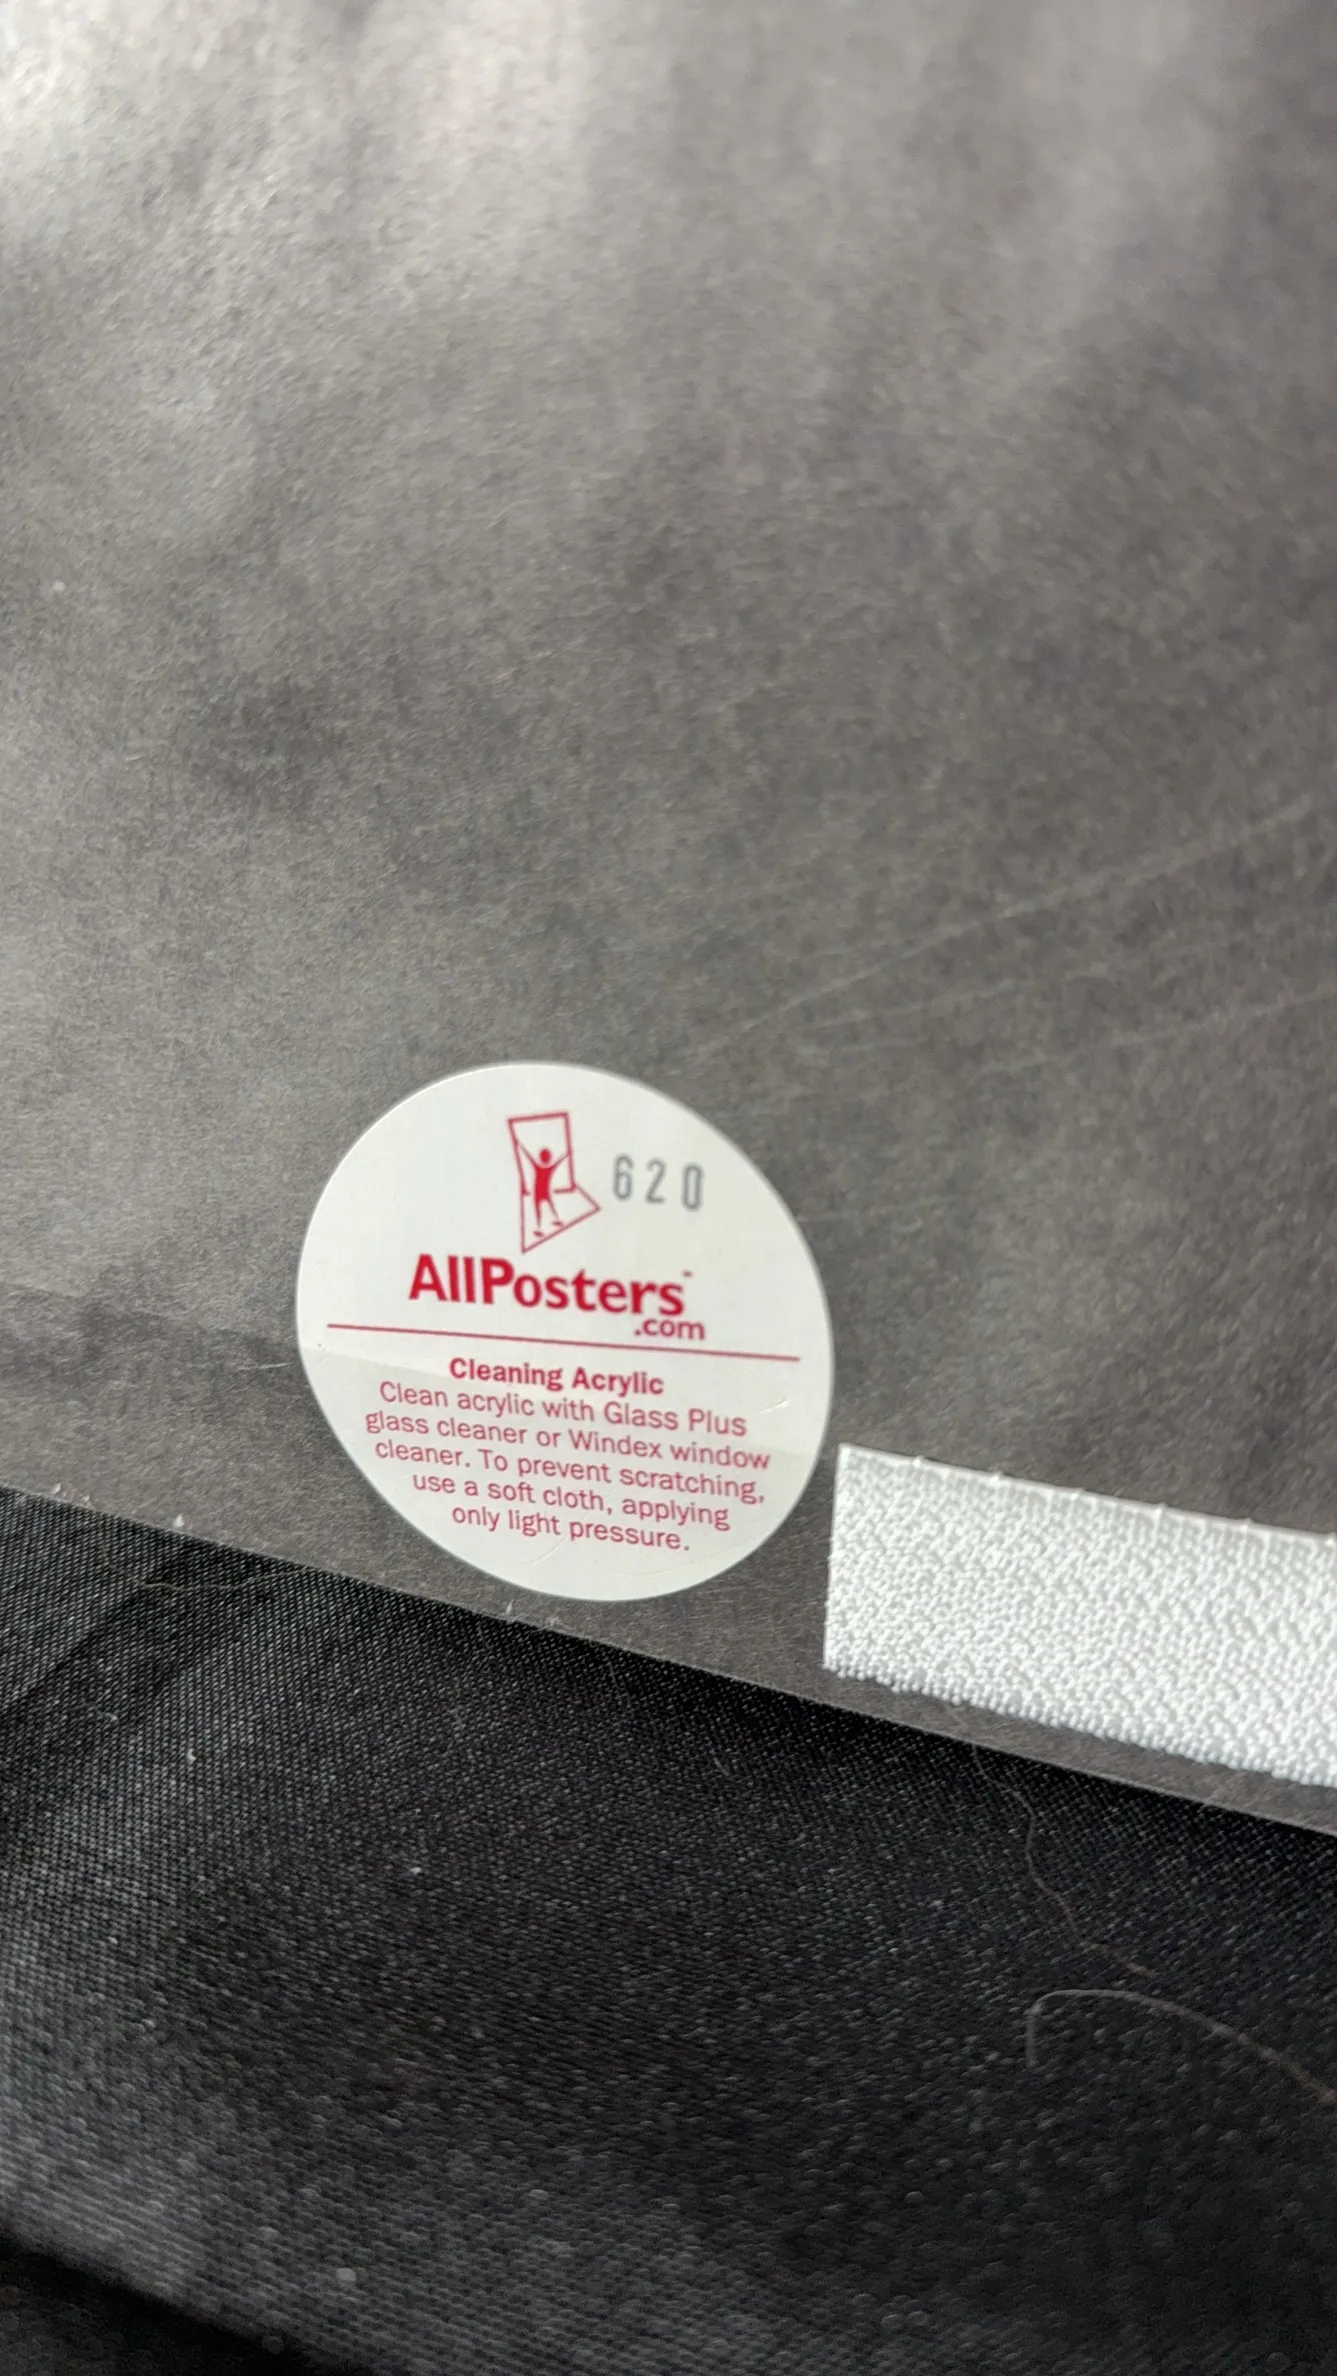 620
AllPosters™
.com
Cleaning Acrylic
Clean acrylic with Glass Plus
glass cleaner or Windex window
cleaner. To prevent scratching,
use a soft cloth, applying
only light pressure.